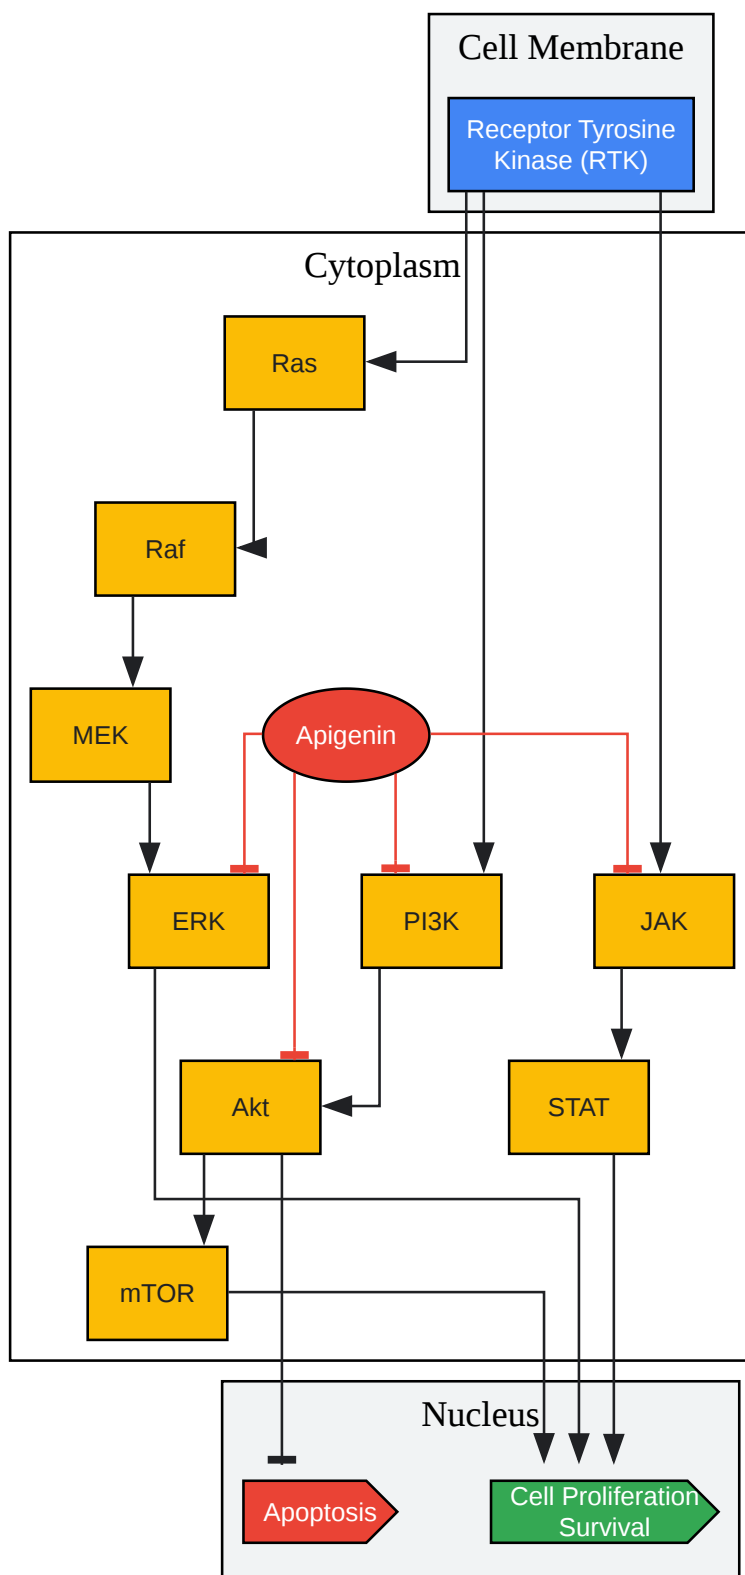 Cell Membrane
Receptor Tyrosine
Kinase (RTK)
Cytoplasm
Ras
Raf
MEK
Apigenin
ERK
PI3K
JAK
Akt
STAT
mTOR
Nucleus
Apoptosis
Cell Proliferation
Survival